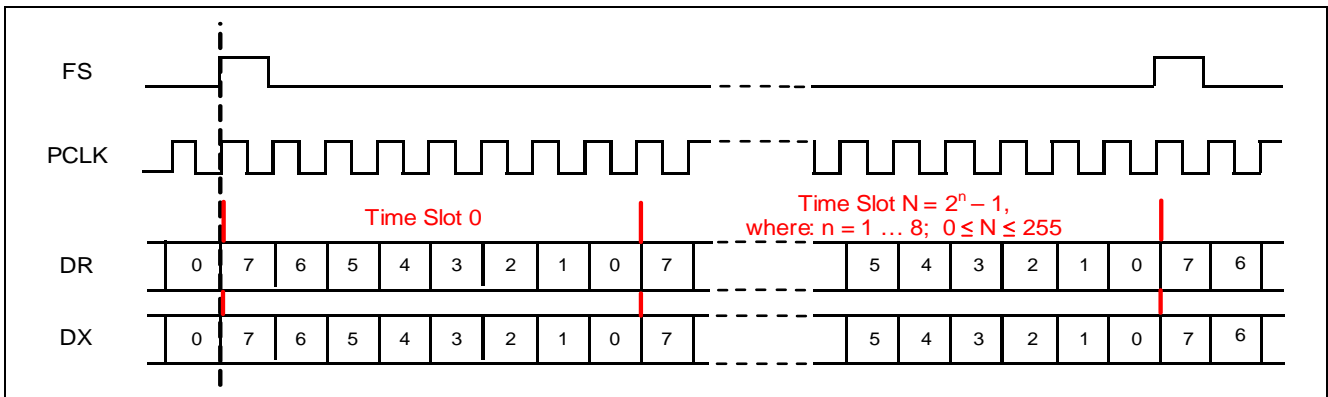 FS
PCLK
Time Slot 0
Time Slot N = 2ⁿ – 1,
where: n = 1 … 8; 0 ≤ N ≤ 255
DR 0 7 6 5 4 3 2 1 0 7 5 4 3 2 1 0 7 6
DX 0 7 6 5 4 3 2 1 0 7 5 4 3 2 1 0 7 6